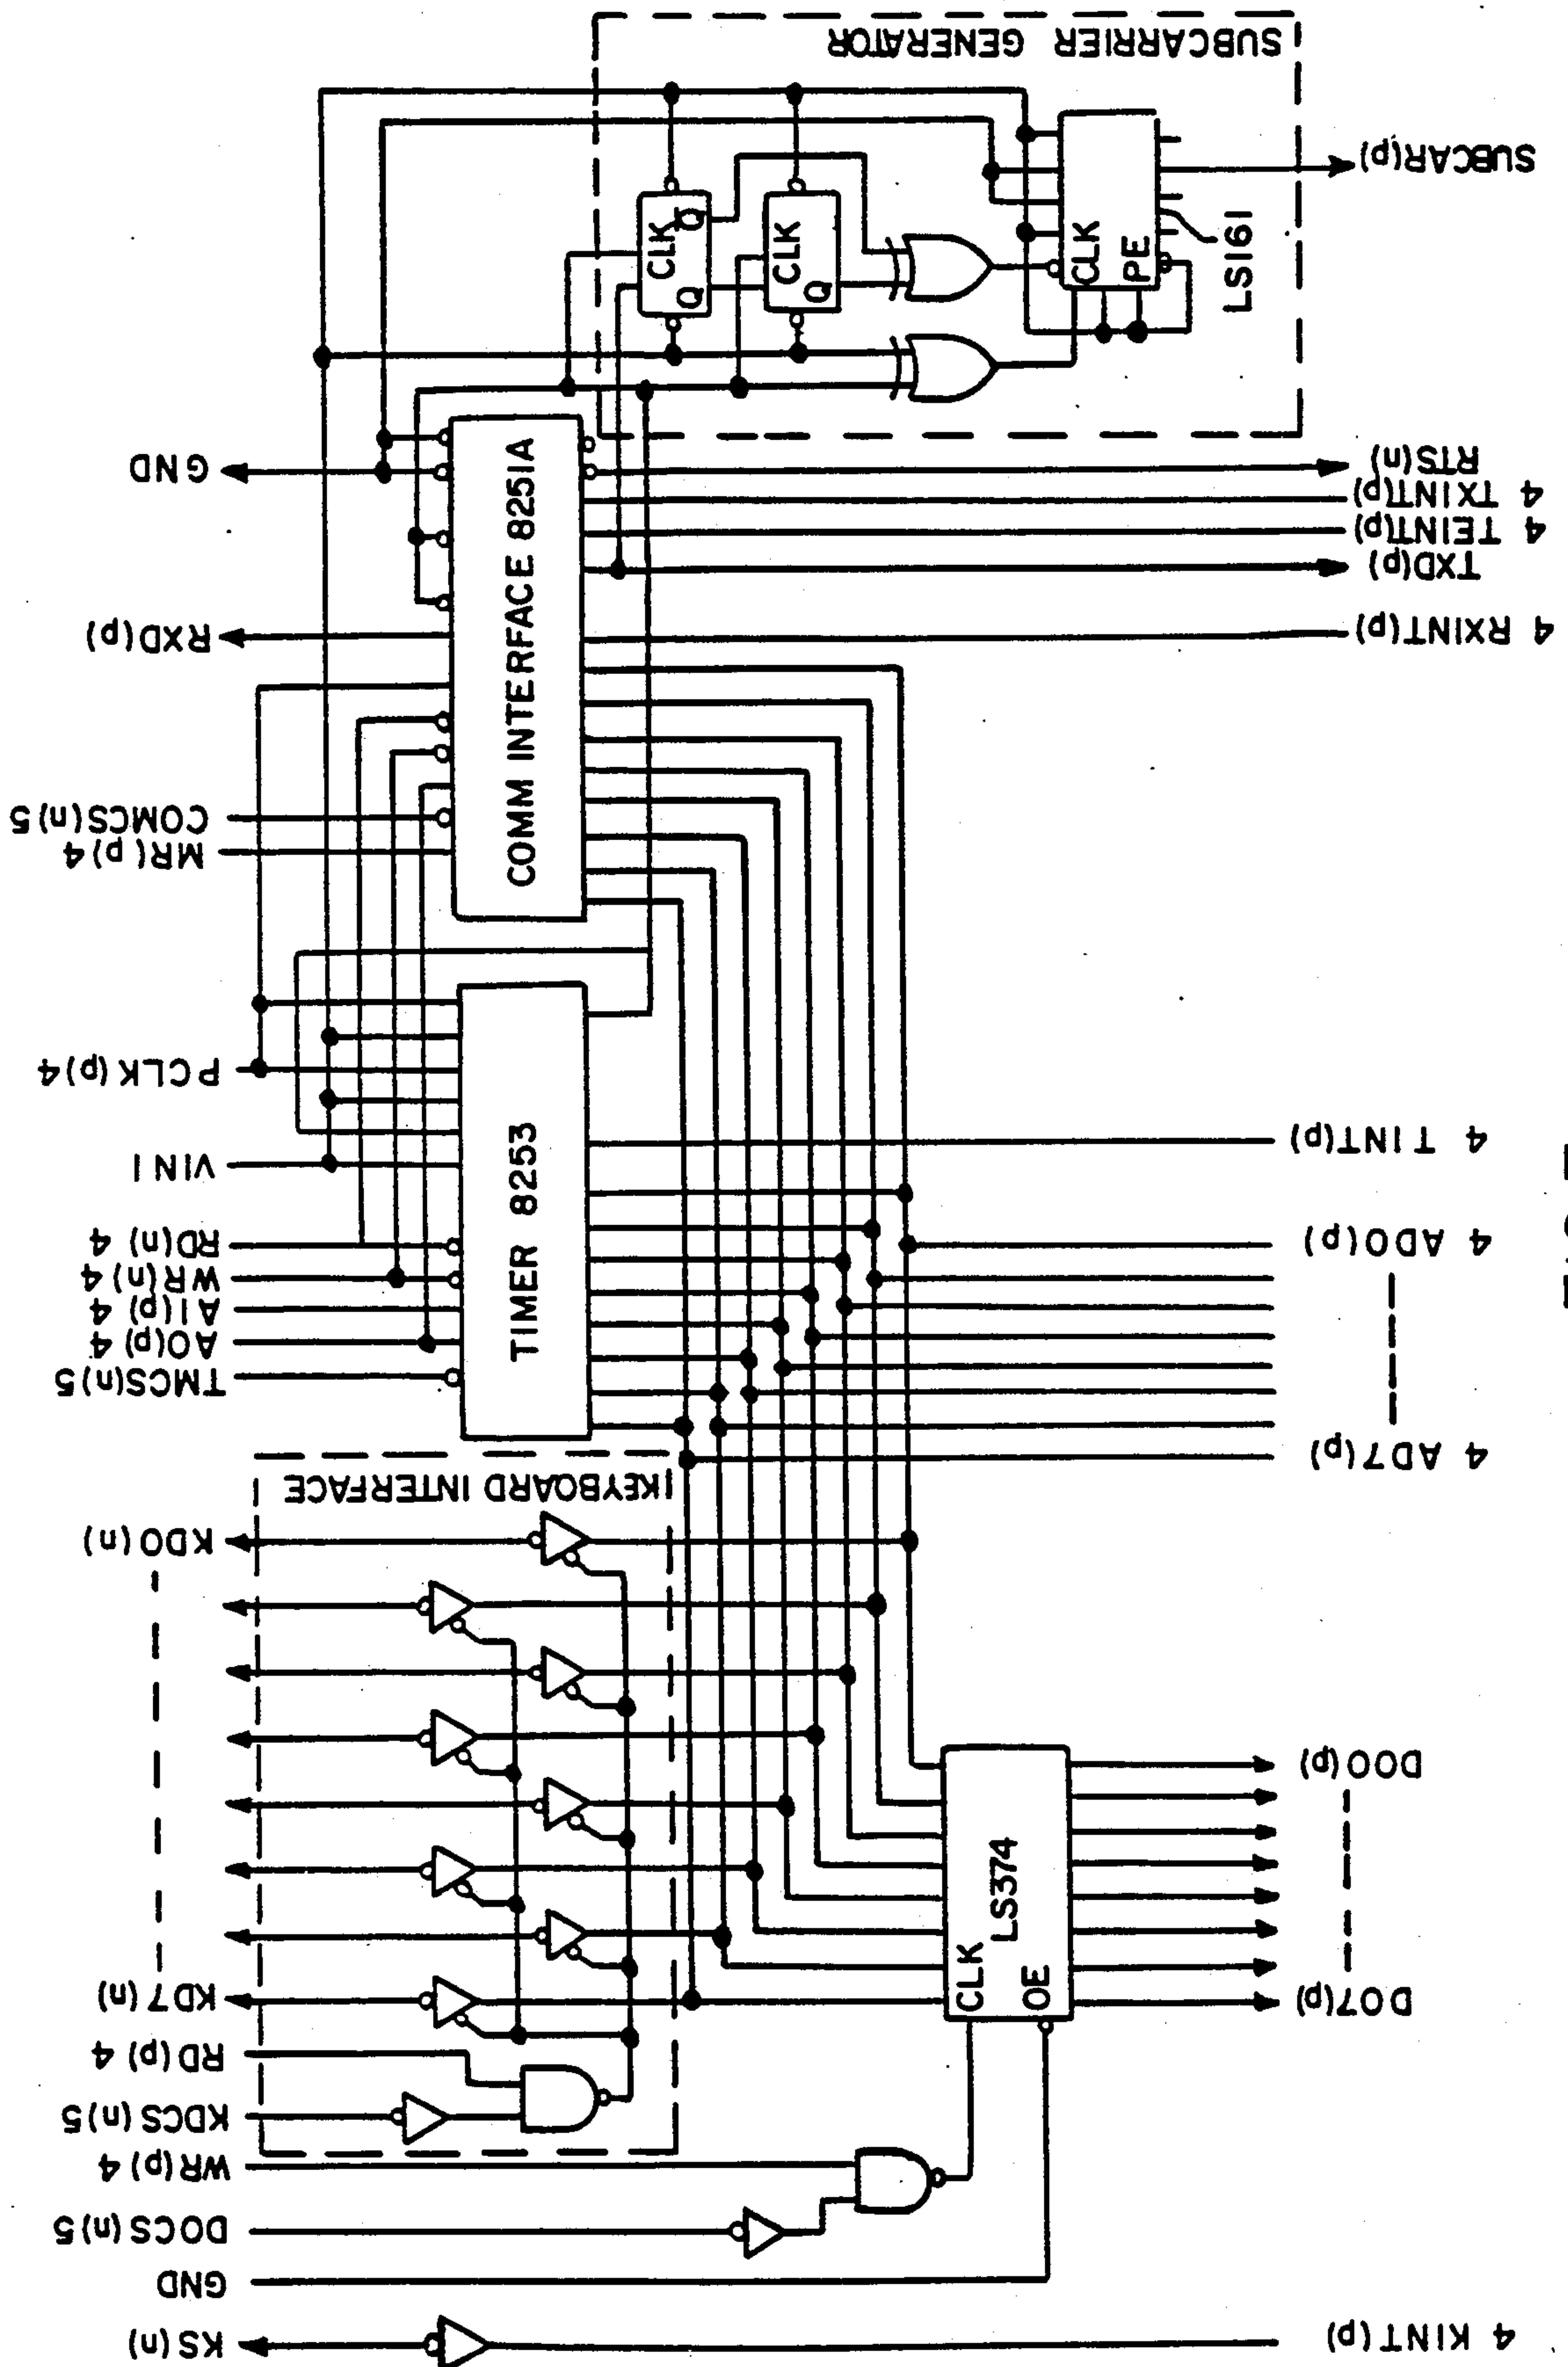 4 KINT(p)
KS(n)
GND
DOCS(n)5
WR(p)4
KDCS(n)5
RD(p)4
KD7(n)
DO7(p)
CLK
OE
LS374
DO0(p)
KD0(n)
KEYBOARD INTERFACE
4 AD7(p)
TMCS(n)5
A0(p)4
A1(p)4
WR(n)4
RD(n)4
4 AD0(p)
TIMER 8253
VIN1
4 TINT(p)
PCLK(p)4
MR(p)4
COMCS(n)5
COMM INTERFACE 8251A
4 RXINT(p)
RXD(p)
TXD(p)
4 TEINT(p)
4 TXINT(p)
RTS(n)
GND
CLK
Q
Q̅
CLK
Q
CLK
PE
LS161
SUBCAR(p)
SUBCARRIER GENERATOR